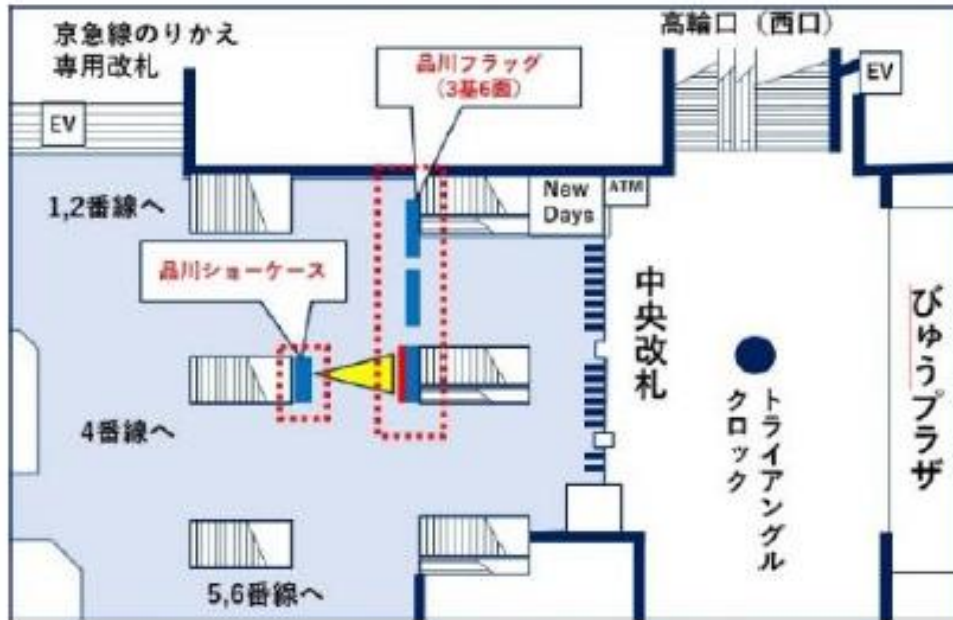 京急線のりかえ
専用改札
EV
品川フラッグ
（3基6面）
高輪口（西口）
EV
1,2番線へ
New
Days
ATM
品川ショーケース
中央改札
トライアングル
クロック
びゅうプラザ
4番線へ
5,6番線へ